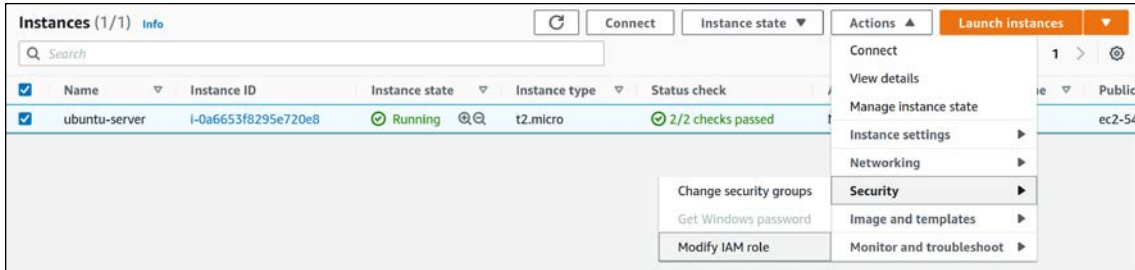 Instances (1/1) Info
Connect
Instance state
Actions
Launch instances
Search
Connect
1
View details
Name
Instance ID
Instance state
Instance type
Status check
Public
Manage instance state
ubuntu-server
i-0a6653f8295e720e8
Running
t2.micro
2/2 checks passed
ec2-54
Instance settings
Networking
Change security groups
Security
Get Windows password
Image and templates
Modify IAM role
Monitor and troubleshoot